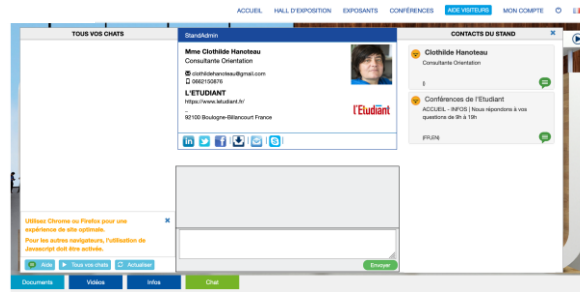 ACCUEIL HALL D'EXPOSITION EXPOSANTS CONFÉRENCES AIDE VISITEURS MON COMPTE
TOUS VOS CHATS
StandAdmin
CONTACTS DU STAND
Mme Clothilde Hanoteau
Consultante Orientation
clothildehanoteau@gmail.com
0662150876
L'ETUDIANT
https://www.letudiant.fr/
92100 Boulogne-Billancourt France
l'Etudiant
Clothilde Hanoteau
Consultante Orientation
Conférences de l'Etudiant
ACCUEIL - INFOS | Nous répondons à vos
questions de 9h à 19h
Utilisez Chrome ou Firefox pour une
expérience de site optimale.
Pour les autres navigateurs, l'utilisation de
Javascript doit être activée.
Aide Tous vos chats Actualiser
Envoyer
Documents Vidéos Infos Chat